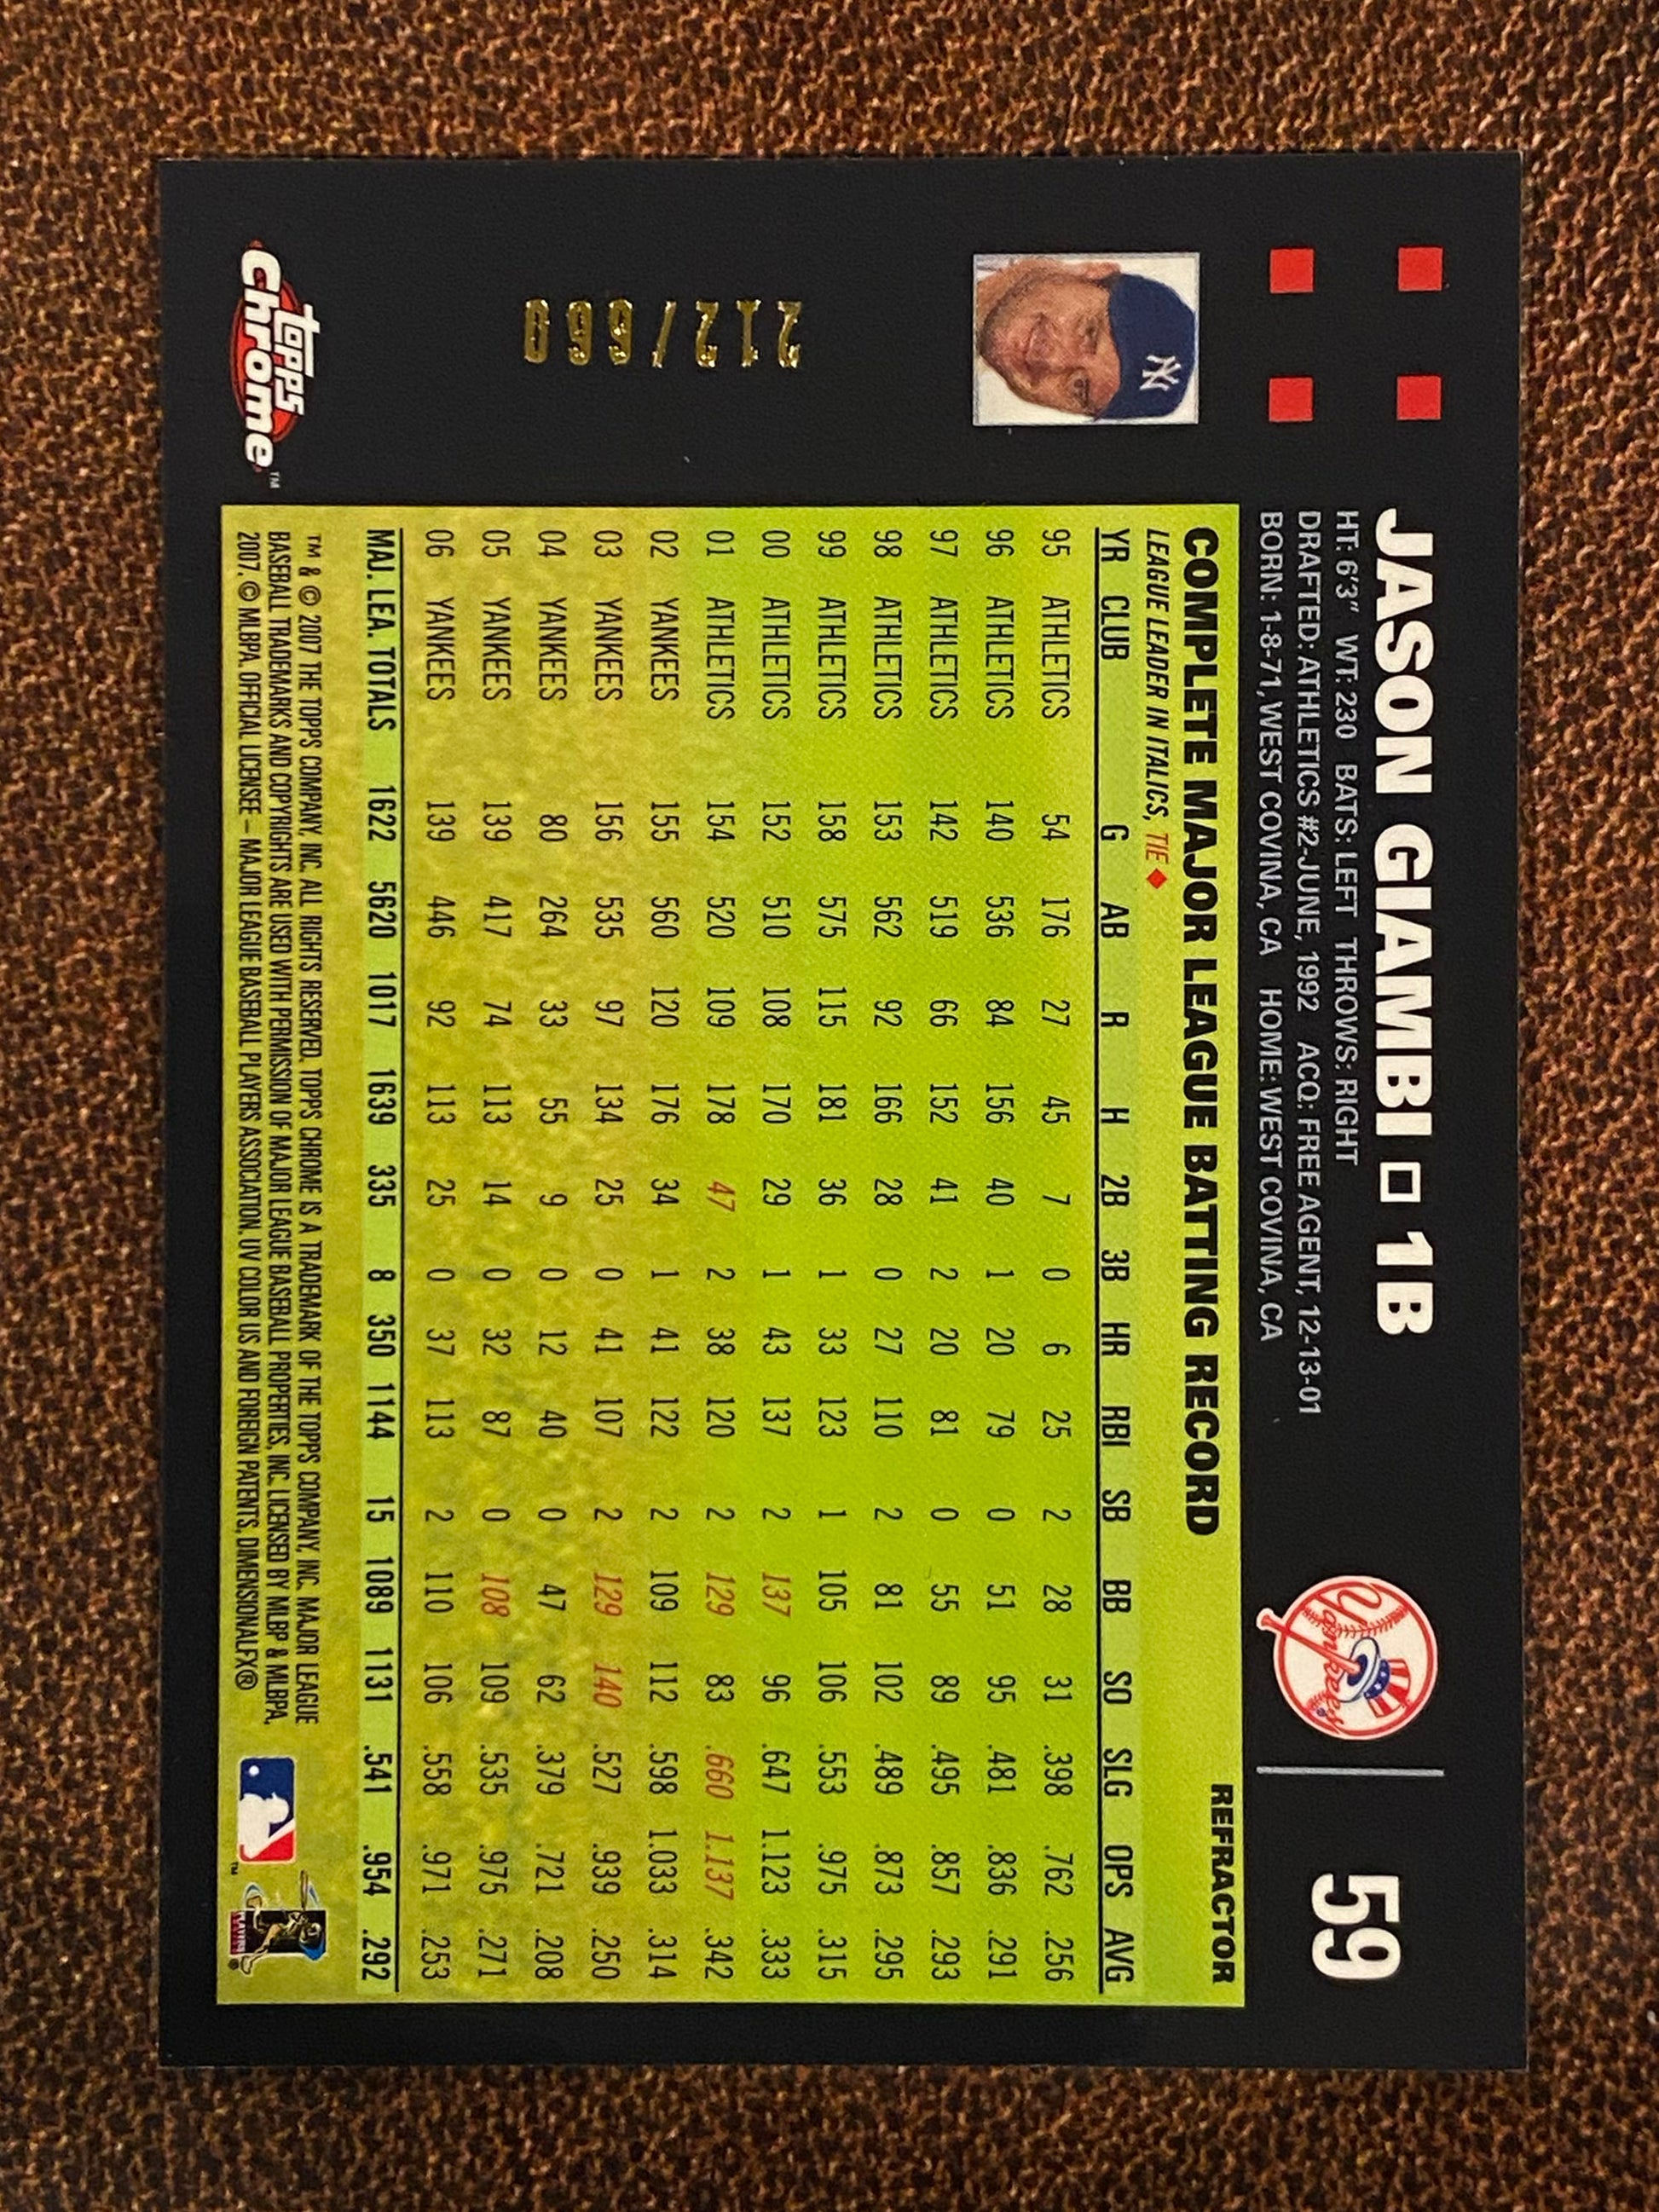 JASON GIAMBI □ 1B
HT: 6'3" WT: 230 BATS: LEFT THROWS: RIGHT
DRAFTED: ATHLETICS #2-JUNE, 1992 ACQ: FREE AGENT, 12-13-01
BORN: 1-8-71, WEST COVINA, CA HOME: WEST COVINA, CA
Yankees
59
REFRACTOR
COMPLETE MAJOR LEAGUE BATTING RECORD
LEAGUE LEADER IN ITALICS, TIE ♦
YR CLUB G AB R H 2B 3B HR RBI SB BB SO SLG OPS AVG
95 ATHLETICS 54 176 27 45 7 0 6 25 2 28 31 .398 .762 .256
96 ATHLETICS 140 536 84 156 40 1 20 79 0 51 95 .481 .836 .291
97 ATHLETICS 142 519 66 152 41 2 20 81 0 55 89 .495 .857 .293
98 ATHLETICS 153 562 92 166 28 0 27 110 2 81 102 .489 .873 .295
99 ATHLETICS 158 575 115 181 36 1 33 123 1 105 106 .553 .975 .315
00 ATHLETICS 152 510 108 170 29 1 43 137 2 137 96 .647 1.123 .333
01 ATHLETICS 154 520 109 178 47 2 38 120 2 129 83 .660 1.137 .342
02 YANKEES 155 560 120 176 34 1 41 122 2 109 112 .598 1.033 .314
03 YANKEES 156 535 97 134 25 0 41 107 2 129 140 .527 .939 .250
04 YANKEES 80 264 33 55 9 0 12 40 0 47 62 .379 .721 .208
05 YANKEES 139 417 74 113 14 0 32 87 0 108 109 .535 .975 .271
06 YANKEES 139 446 92 113 25 0 37 113 2 110 106 .558 .971 .253
MAJ. LEA. TOTALS 1622 5620 1017 1639 335 8 350 1144 15 1089 1131 .541 .954 .292
™ & © 2007 THE TOPPS COMPANY, INC. ALL RIGHTS RESERVED. TOPPS CHROME IS A TRADEMARK OF THE TOPPS COMPANY, INC. MAJOR LEAGUE
BASEBALL TRADEMARKS AND COPYRIGHTS ARE USED WITH PERMISSION OF MAJOR LEAGUE BASEBALL PROPERTIES, INC. LICENSED BY MLBP & MLBPA,
2007. © MLBPA. OFFICIAL LICENSEE – MAJOR LEAGUE BASEBALL PLAYERS ASSOCIATION. UV COLOR US AND FOREIGN PATENTS, DIMENSIONALFX®
NY
212/660
Topps
Chrome™